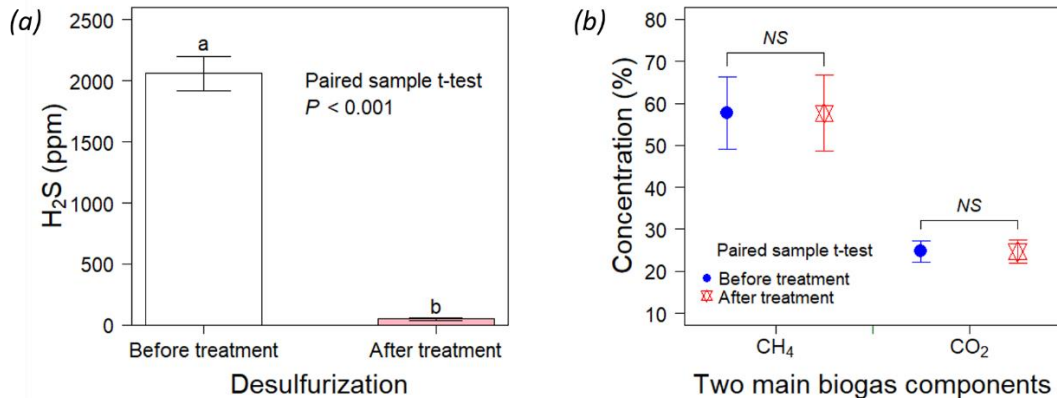 (a)
2500
2000
1500
1000
500
0
H₂S (ppm)
a
Paired sample t-test
P < 0.001
b
Before treatment
After treatment
Desulfurization
(b)
80
70
60
50
40
30
20
10
Concentration (%)
NS
NS
Paired sample t-test
Before treatment
After treatment
CH₄
CO₂
Two main biogas components